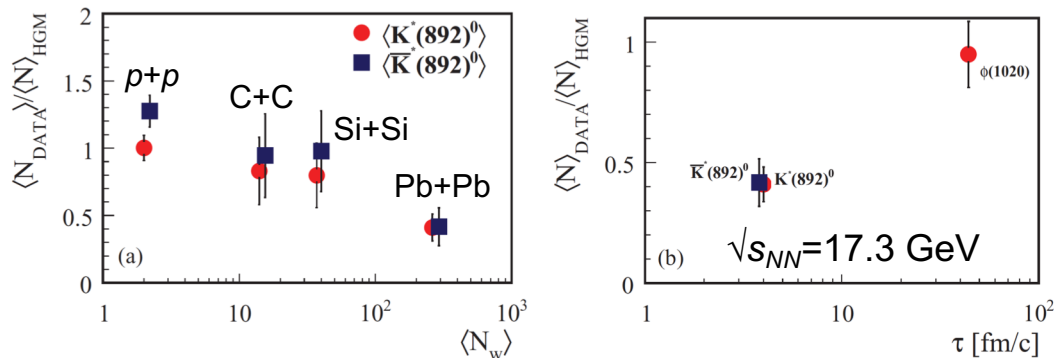 ⟨N_DATA⟩/⟨N⟩_HGM
2
1.5
1
0.5
0
p+p
C+C
Si+Si
Pb+Pb
⟨K*(892)⁰⟩
⟨K̅*(892)⁰⟩
(a)
1
10
10²
10³
⟨N_w⟩
⟨N⟩_DATA/⟨N⟩_HGM
1
0.5
0
φ(1020)
K̅*(892)⁰
K*(892)⁰
√s_NN=17.3 GeV
(b)
1
10
10²
τ [fm/c]